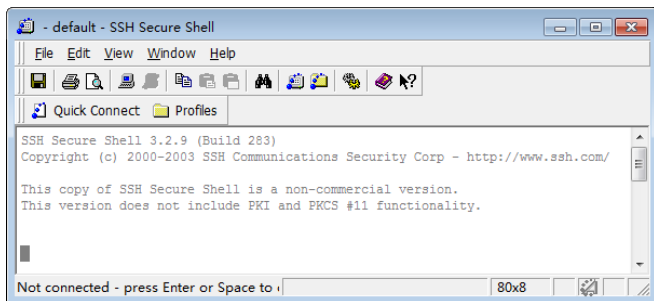 - default - SSH Secure Shell
File Edit View Window Help
Quick Connect Profiles
SSH Secure Shell 3.2.9 (Build 283)
Copyright (c) 2000-2003 SSH Communications Security Corp - http://www.ssh.com/
This copy of SSH Secure Shell is a non-commercial version.
This version does not include PKI and PKCS #11 functionality.
Not connected - press Enter or Space to 80x8